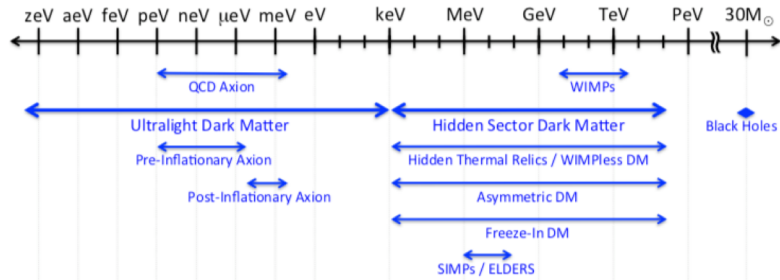 zeV aeV feV peV neV μeV meV eV keV MeV GeV TeV PeV 30M☉
QCD Axion WIMPs
Ultralight Dark Matter Hidden Sector Dark Matter Black Holes
Pre-Inflationary Axion Hidden Thermal Relics / WIMPless DM
Post-Inflationary Axion Asymmetric DM
Freeze-In DM
SIMPs / ELDERS